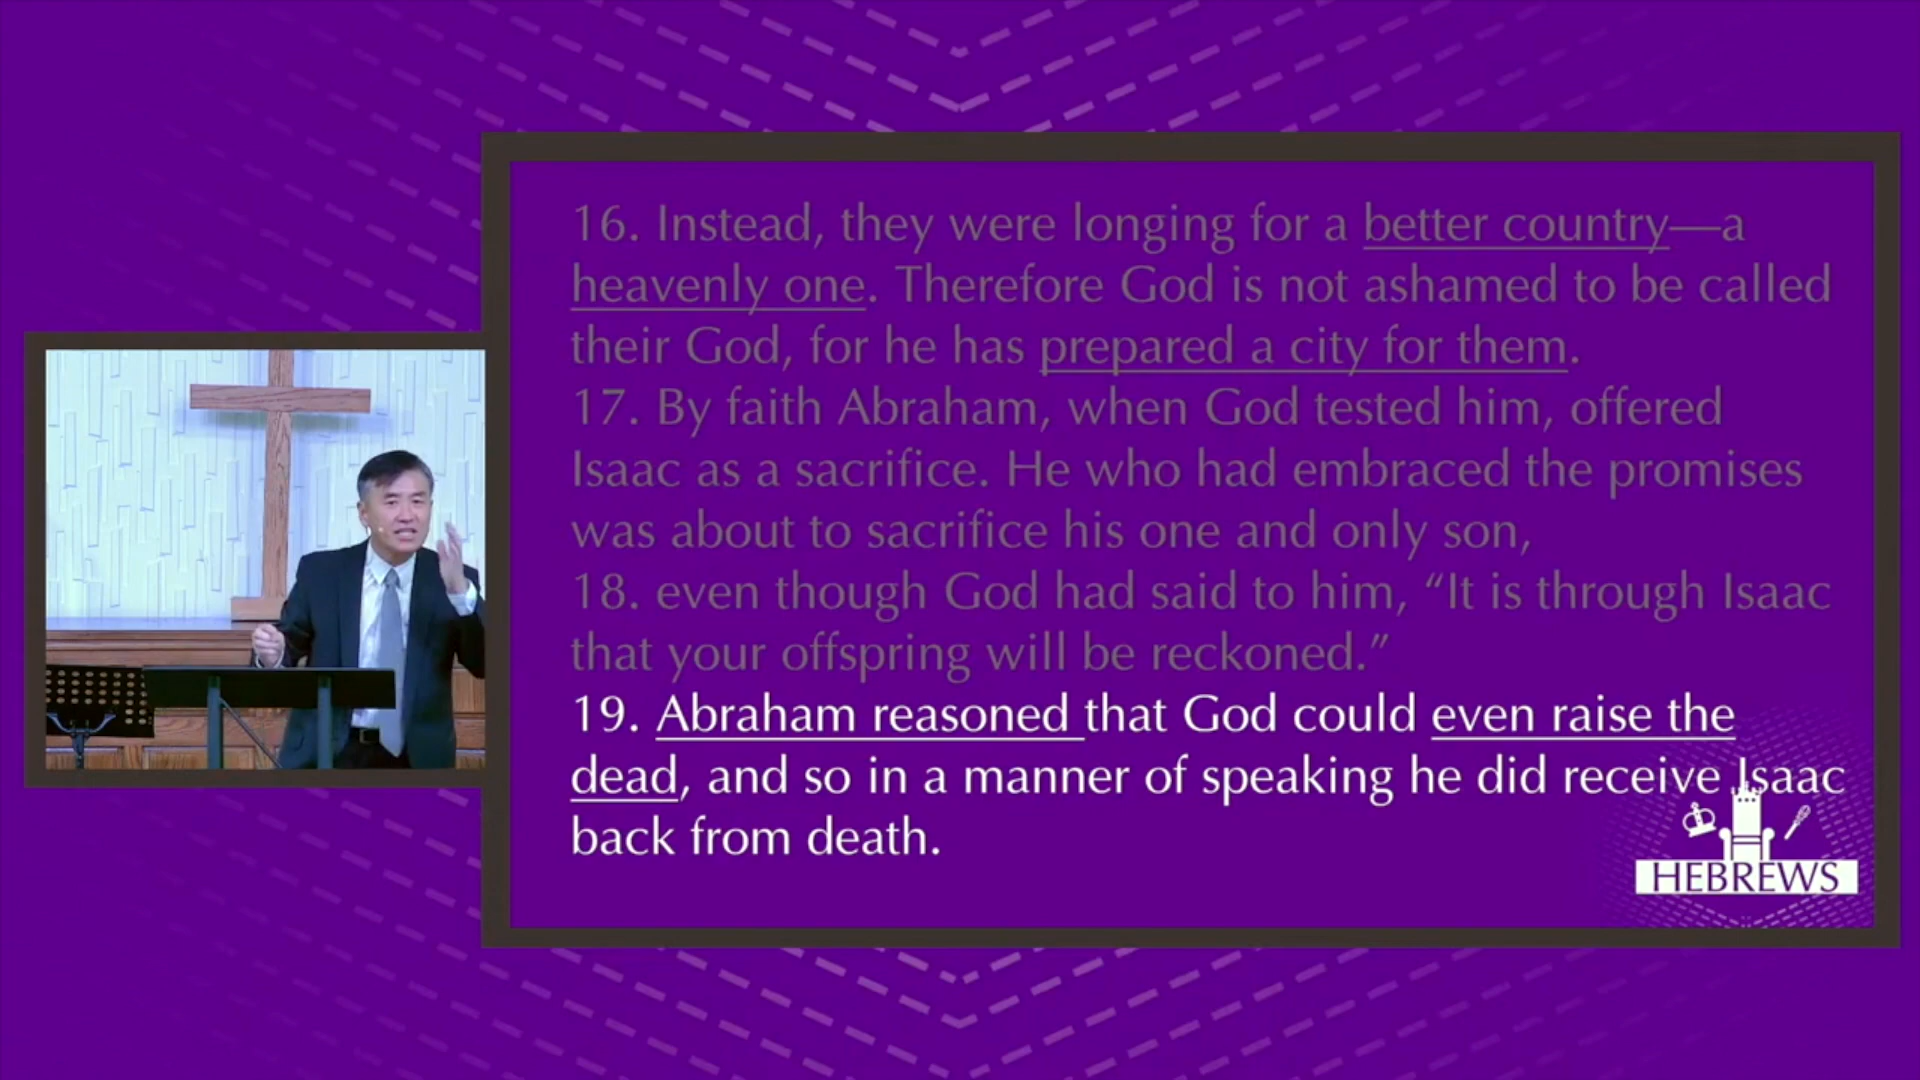 16. Instead, they were longing for a better country—a
heavenly one. Therefore God is not ashamed to be called
their God, for he has prepared a city for them.
17. By faith Abraham, when God tested him, offered
Isaac as a sacrifice. He who had embraced the promises
was about to sacrifice his one and only son,
18. even though God had said to him, “It is through Isaac
that your offspring will be reckoned.”
19. Abraham reasoned that God could even raise the
dead, and so in a manner of speaking he did receive Isaac
back from death.
HEBREWS